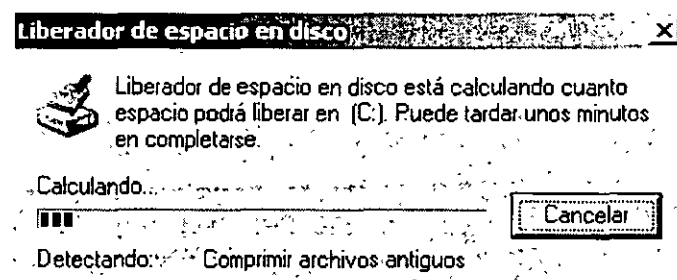 Liberador de espacio en disco
Liberador de espacio en disco está calculando cuanto
espacio podrá liberar en (C:). Puede tardar unos minutos
en completarse.
Calculando...
Cancelar
Detectando: Comprimir archivos antiguos